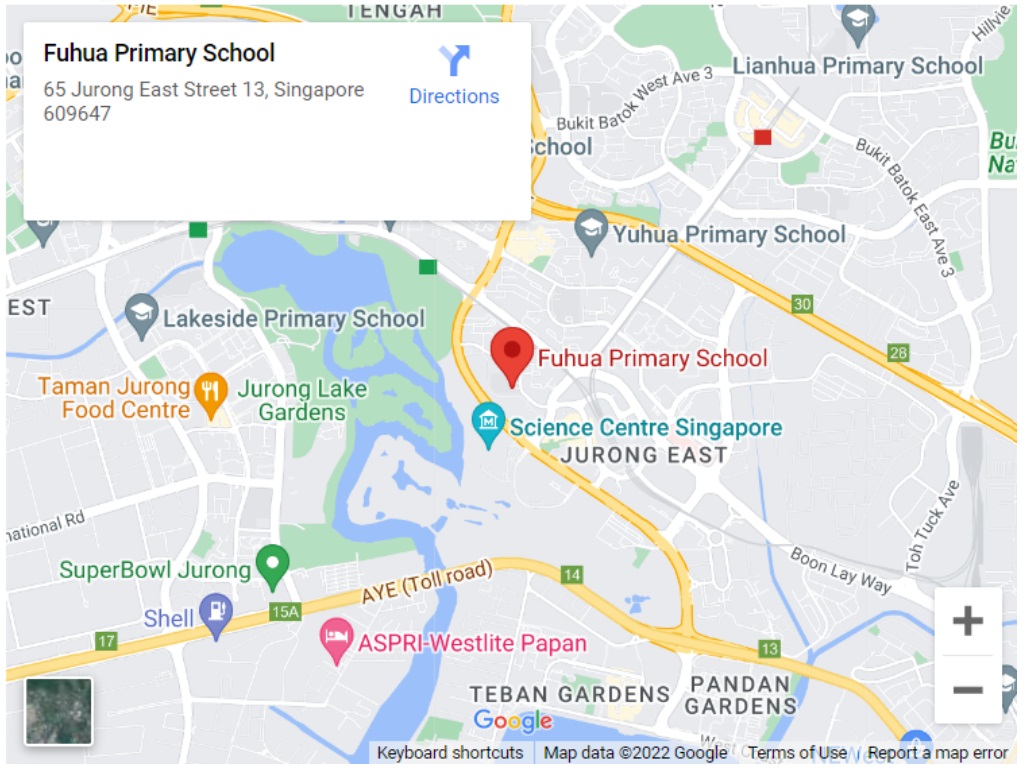 PIE
TENGAH
Hillvie
Fuhua Primary School
65 Jurong East Street 13, Singapore
609647
Directions
Lianhua Primary School
Bukit Batok West Ave 3
School
Bukit Batok East Ave 3
Yuhua Primary School
EST
Lakeside Primary School
30
28
Fuhua Primary School
Taman Jurong
Food Centre
Jurong Lake
Gardens
Science Centre Singapore
JURONG EAST
national Rd
Toh Tuck Ave
SuperBowl Jurong
AYE (Toll road)
14
Boon Lay Way
Shell
15A
17
ASPRI-Westlite Papan
13
TEBAN GARDENS
PANDAN
GARDENS
Google
Keyboard shortcuts
Map data ©2022 Google
Terms of Use
Report a map error